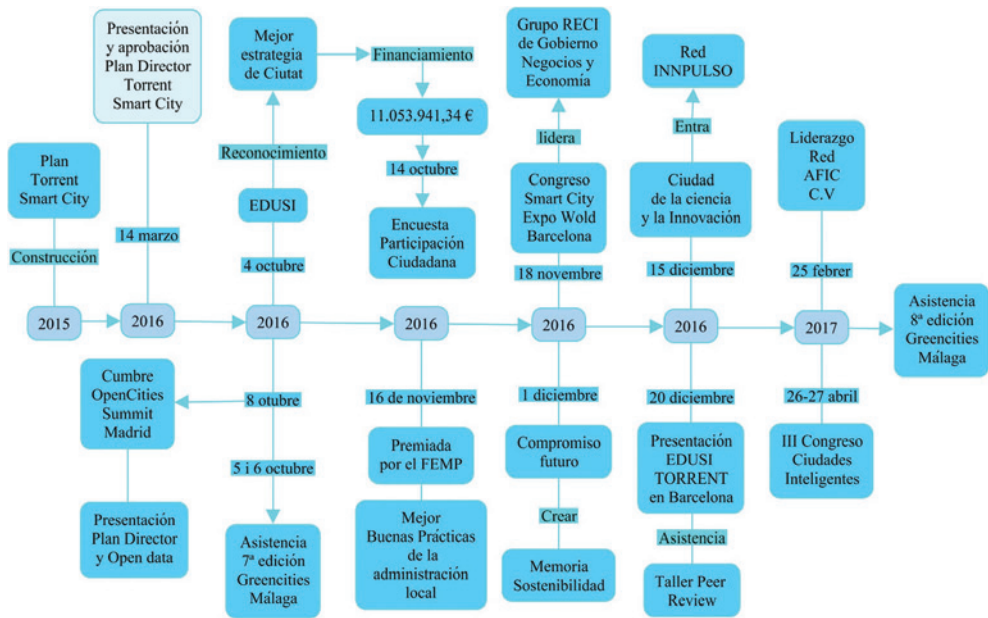 Presentación
y aprobación
Plan Director
Torrent
Smart City
Mejor
estrategia
de Ciutat
Financiamiento
Grupo RECI
de Gobierno
Negocios y
Economía
Red
INNPULSO
11.053.941,34 €
Plan
Torrent
Smart City
Reconocimiento
lidera
Entra
Liderazgo
Red
AFIC
C.V
14 octubre
Congreso
Smart City
Expo Wold
Barcelona
Ciudad
de la ciencia
y la Innovación
EDUSI
Encuesta
Participación
Ciudadana
Construcción
14 marzo
4 octubre
18 novembre
15 diciembre
25 febrer
2015
2016
2016
2016
2016
2016
2017
Asistencia
8ª edición
Greencities
Málaga
Cumbre
OpenCities
Summit
Madrid
8 otubre
16 de noviembre
1 diciembre
20 diciembre
26-27 abril
5 i 6 octubre
Premiada
por el FEMP
Compromiso
futuro
Presentación
EDUSI
TORRENT
en Barcelona
III Congreso
Ciudades
Inteligentes
Presentación
Plan Director
y Open data
Asistencia
7ª edición
Greencities
Málaga
Mejor
Buenas Prácticas
de la
administración
local
Crear
Asistencia
Memoria
Sostenibilidad
Taller Peer
Review